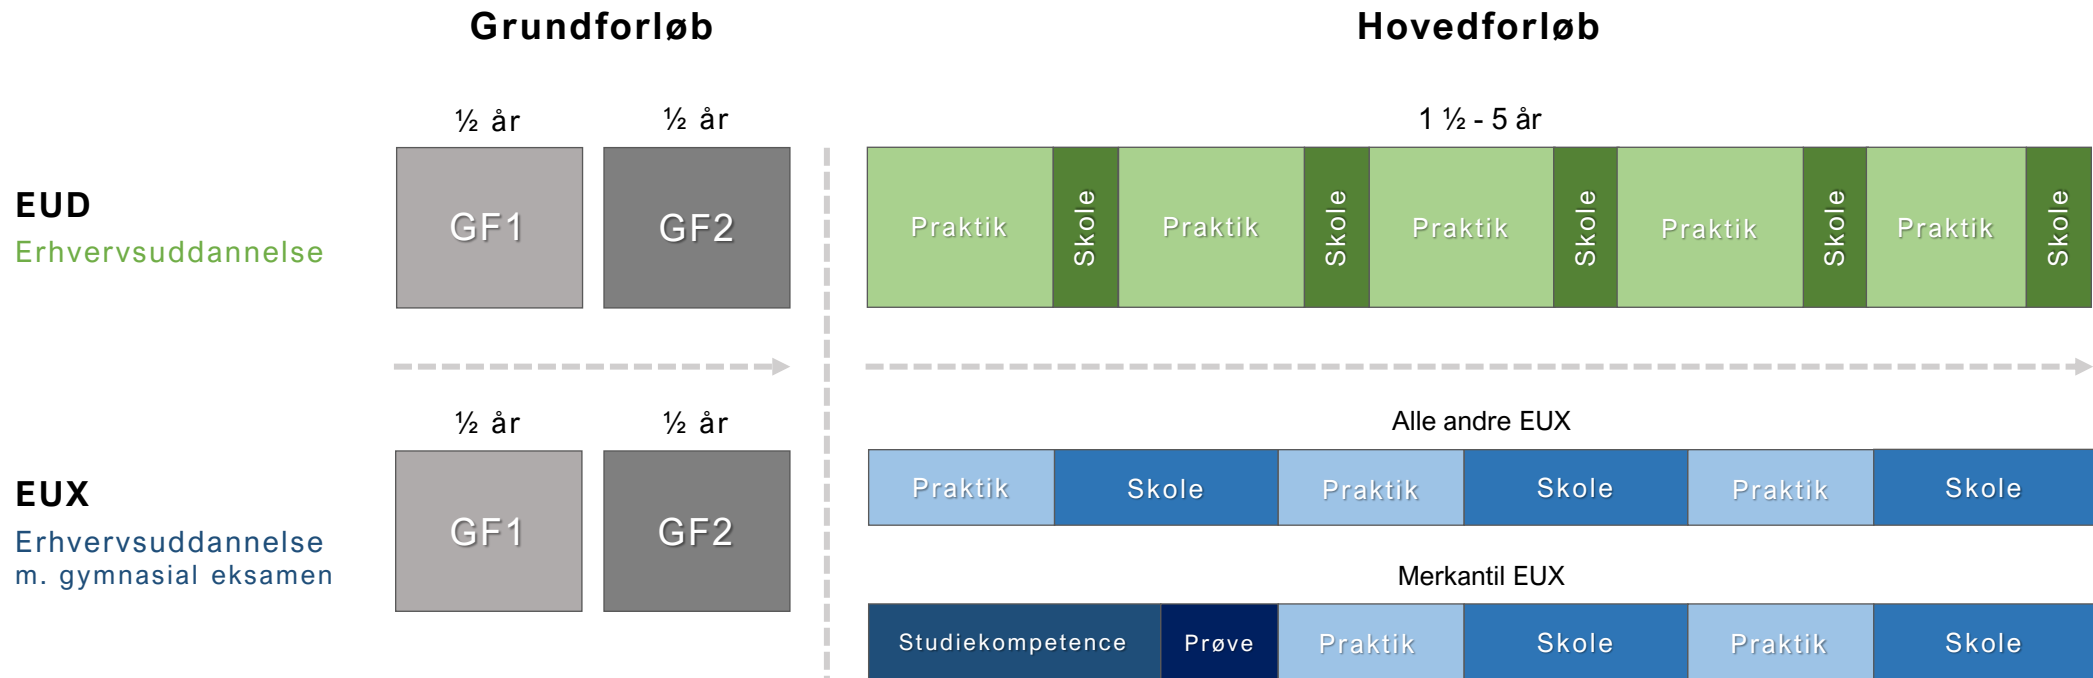 Grundforløb
Hovedforløb
½ år
½ år
1 ½ - 5 år
EUD
Erhvervsuddannelse
GF1
GF2
Praktik
Skole
Praktik
Skole
Praktik
Skole
Praktik
Skole
Praktik
Skole
½ år
½ år
Alle andre EUX
EUX
Erhvervsuddannelse
m. gymnasial eksamen
GF1
GF2
Praktik
Skole
Praktik
Skole
Praktik
Skole
Merkantil EUX
Studiekompetence
Prøve
Praktik
Skole
Praktik
Skole